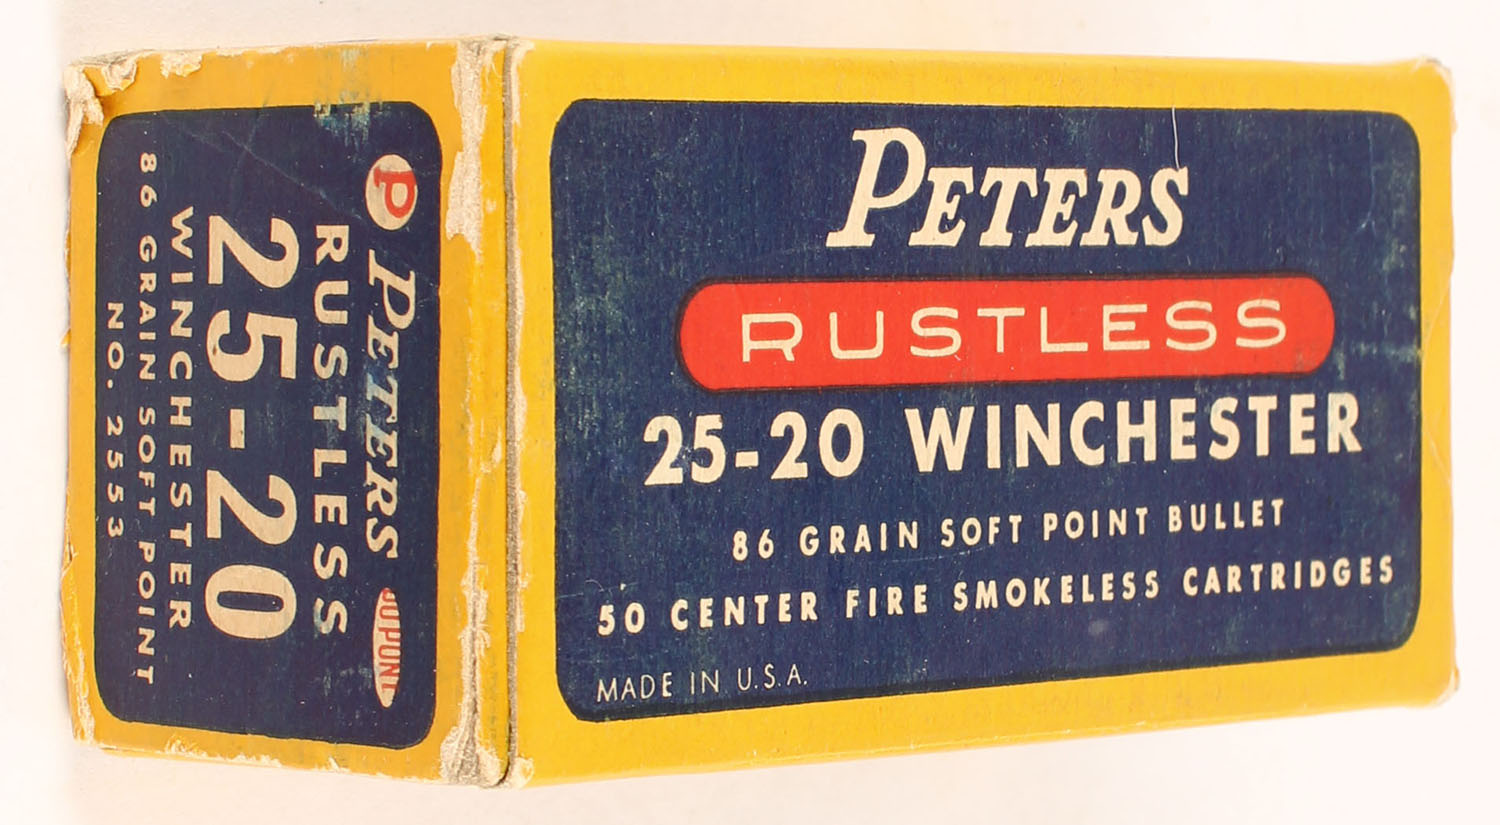 PETERS
RUSTLESS
25-20 WINCHESTER
86 GRAIN SOFT POINT BULLET
50 CENTER FIRE SMOKELESS CARTRIDGES
MADE IN U.S.A.
P PETERS DUPONT
RUSTLESS
25-20
WINCHESTER
86 GRAIN SOFT POINT
NO. 2553